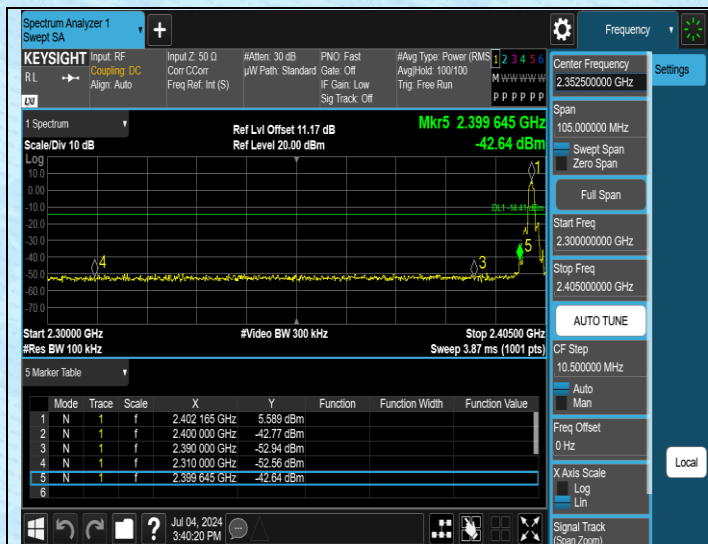 Spectrum Analyzer 1
Swept SA
+
Frequency
KEYSIGHT
RL
LXI
Input: RF
Coupling: DC
Align: Auto
Input Z: 50 Ω
Corr CCorr
Freq Ref: Int (S)
#Atten: 30 dB
µW Path: Standard
PNO: Fast
Gate: Off
IF Gain: Low
Sig Track: Off
#Avg Type: Power (RMS
Avg|Hold: 100/100
Trig: Free Run
1 2 3 4 5 6
M W W W W W
P P P P P P
1 Spectrum
Scale/Div 10 dB
Ref Lvl Offset 11.17 dB
Ref Level 20.00 dBm
Mkr5 2.399 645 GHz
-42.64 dBm
Log
10.0
0.00
-10.0
-20.0
-30.0
-40.0
-50.0
-60.0
-70.0
1
DL1 -14.41 dBm
5
3
4
Start 2.30000 GHz
#Res BW 100 kHz
#Video BW 300 kHz
Stop 2.40500 GHz
Sweep 3.87 ms (1001 pts)
5 Marker Table
Mode Trace Scale X Y Function Function Width Function Value
1 N 1 f 2.402 165 GHz 5.589 dBm
2 N 1 f 2.400 000 GHz -42.77 dBm
3 N 1 f 2.390 000 GHz -52.94 dBm
4 N 1 f 2.310 000 GHz -52.56 dBm
5 N 1 f 2.399 645 GHz -42.64 dBm
6
?
Jul 04, 2024
3:40:20 PM
Center Frequency
2.352500000 GHz
Settings
Span
105.000000 MHz
Swept Span
Zero Span
Full Span
Start Freq
2.300000000 GHz
Stop Freq
2.405000000 GHz
AUTO TUNE
CF Step
10.500000 MHz
Auto
Man
Freq Offset
0 Hz
Local
X Axis Scale
Log
Lin
Signal Track
(Span Zoom)